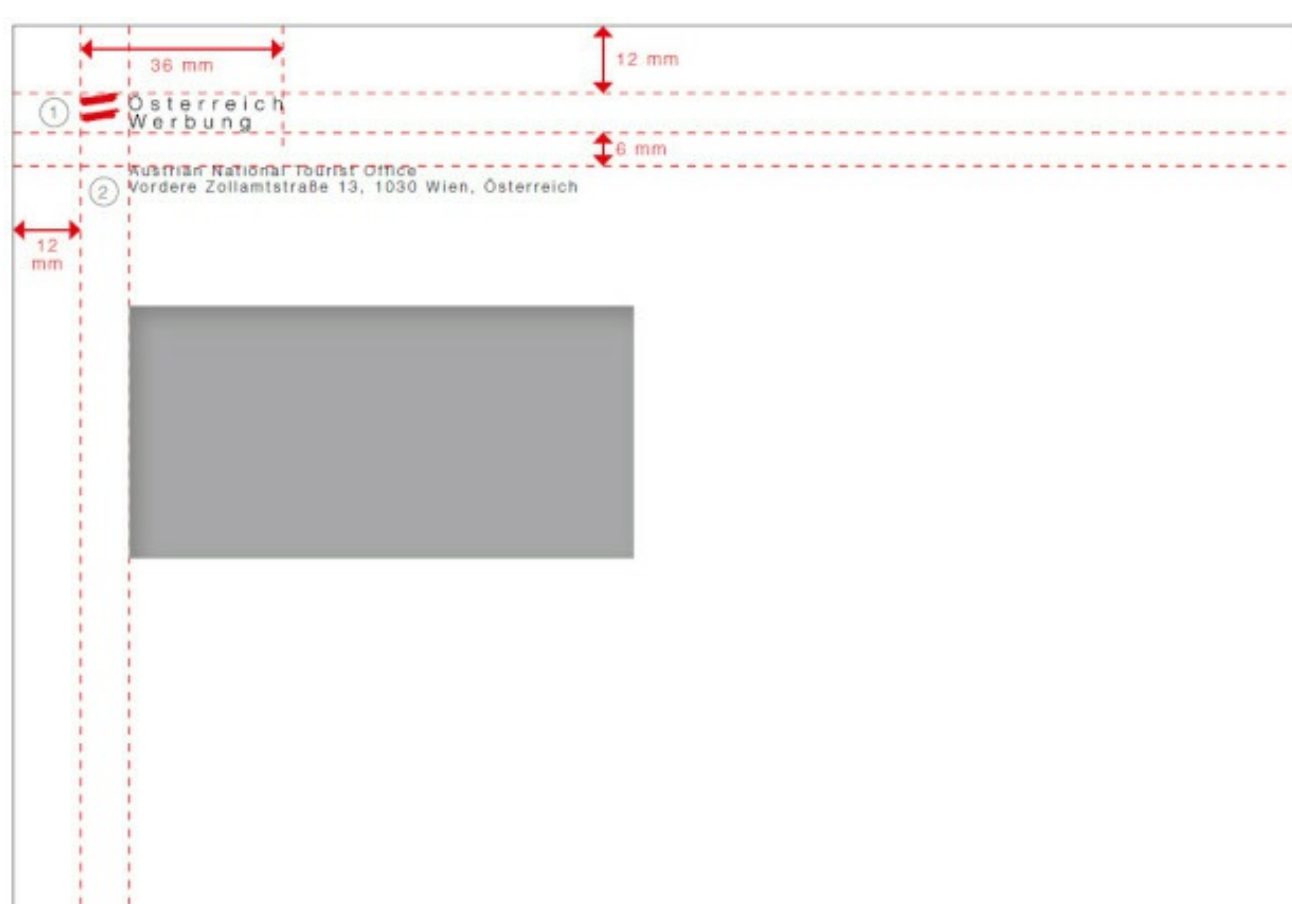 36 mm
12 mm
1
Österreich
Werbung
6 mm
Austrian National Tourist Office
2
Vordere Zollamtstraße 13, 1030 Wien, Österreich
12
mm